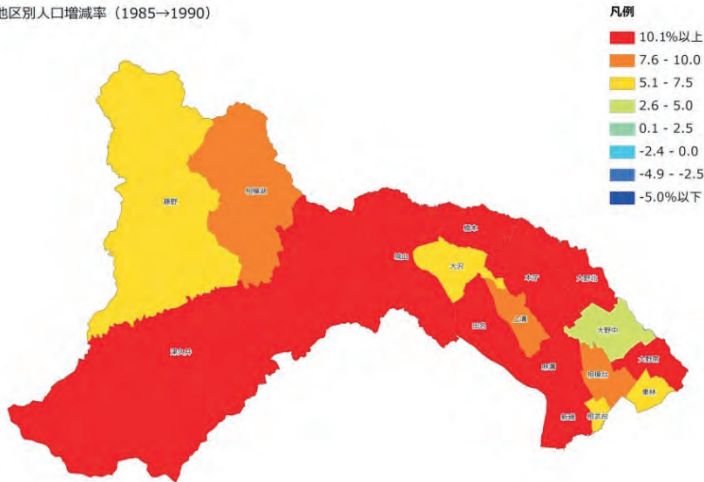 地区別人口増減率（1985→1990）
凡例
10.1%以上
7.6 - 10.0
5.1 - 7.5
2.6 - 5.0
0.1 - 2.5
-2.4 - 0.0
-4.9 - -2.5
-5.0%以下
藤野
相模湖
橋本
城山
大沢
木子
大野北
上溝
田名
大野中
津久井
麻溝
相模台
大野南
東林
新磯
相武台